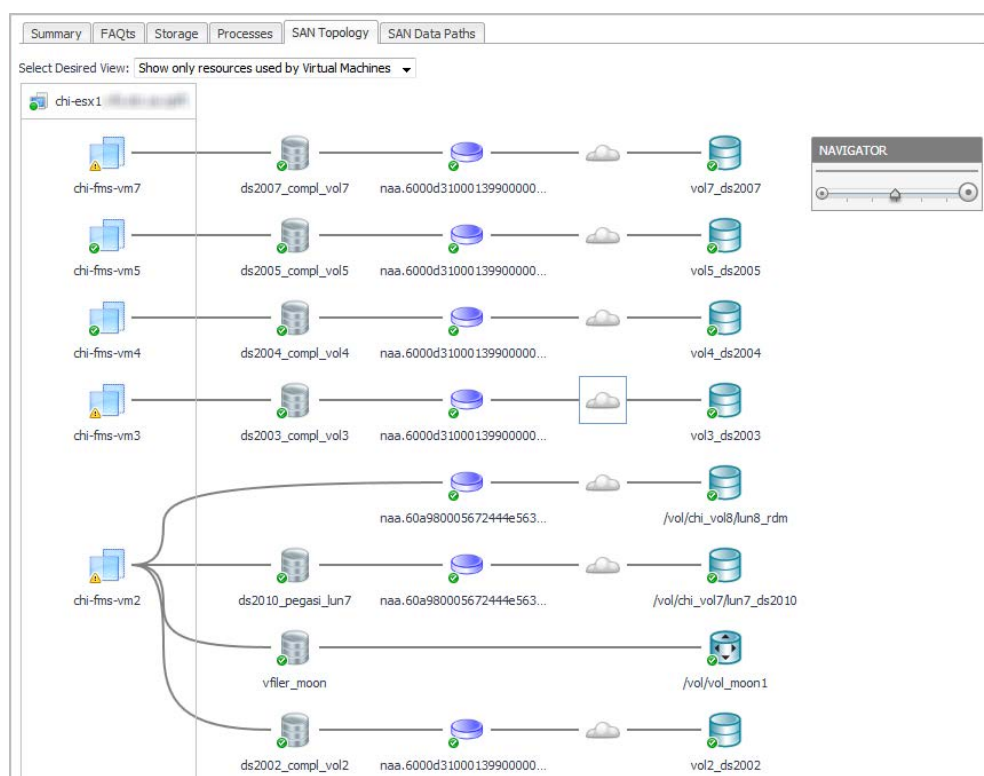 Summary FAQts Storage Processes SAN Topology SAN Data Paths
Select Desired View: Show only resources used by Virtual Machines
chi-esx1
NAVIGATOR
chi-fms-vm7 ds2007_compl_vol7 naa.6000d31000139900000... vol7_ds2007
chi-fms-vm5 ds2005_compl_vol5 naa.6000d31000139900000... vol5_ds2005
chi-fms-vm4 ds2004_compl_vol4 naa.6000d31000139900000... vol4_ds2004
chi-fms-vm3 ds2003_compl_vol3 naa.6000d31000139900000... vol3_ds2003
naa.60a980005672444e563... /vol/chi_vol8/lun8_rdm
chi-fms-vm2 ds2010_pegasi_lun7 naa.60a980005672444e563... /vol/chi_vol7/lun7_ds2010
vfiler_moon /vol/vol_moon1
ds2002_compl_vol2 naa.6000d31000139900000... vol2_ds2002